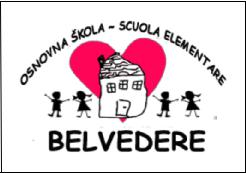 OSNOVNA ŠKOLA - SCUOLA ELEMENTARE
BELVEDERE